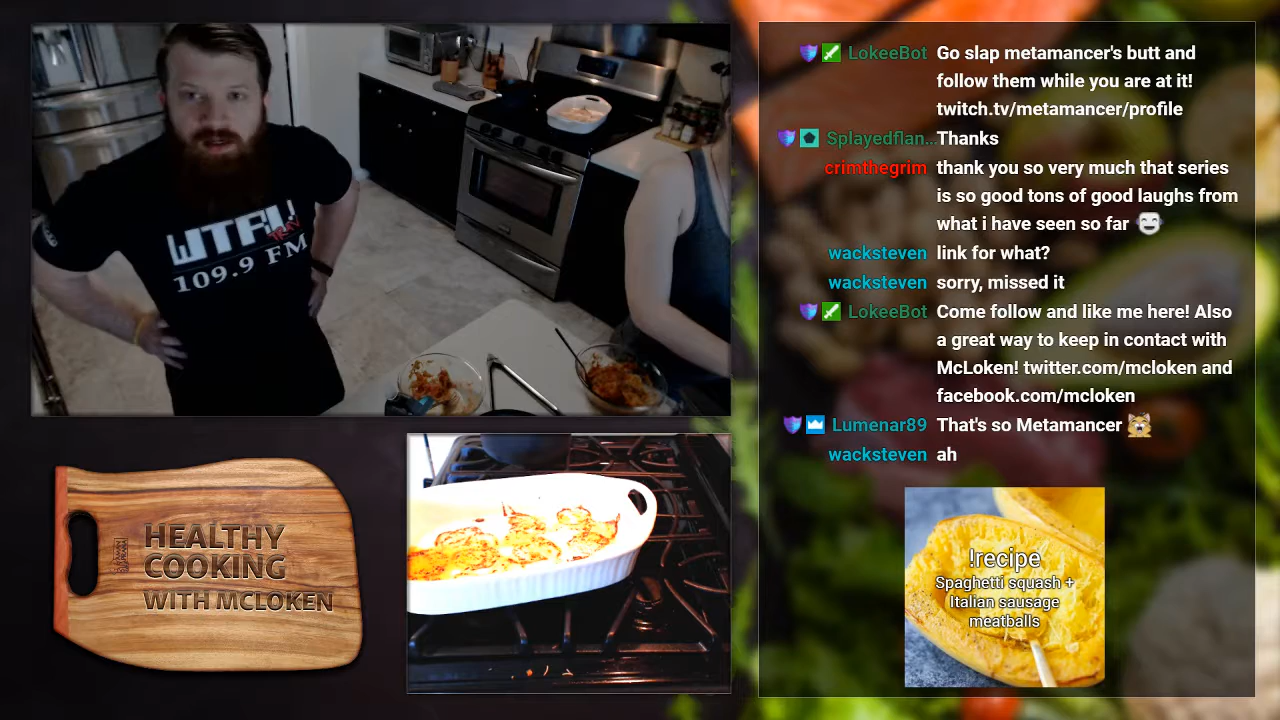 WTFU
109.9 FM
HEALTHY
COOKING
WITH MCLOKEN
LokeeBot Go slap metamancer's butt and
follow them while you are at it!
twitch.tv/metamancer/profile
Splayedflan... Thanks
crimthegrim thank you so very much that series
is so good tons of good laughs from
what i have seen so far
wacksteven link for what?
wacksteven sorry, missed it
LokeeBot Come follow and like me here! Also
a great way to keep in contact with
McLoken! twitter.com/mcloken and
facebook.com/mcloken
Lumenar89 That's so Metamancer
wacksteven ah
!recipe
Spaghetti squash +
Italian sausage
meatballs